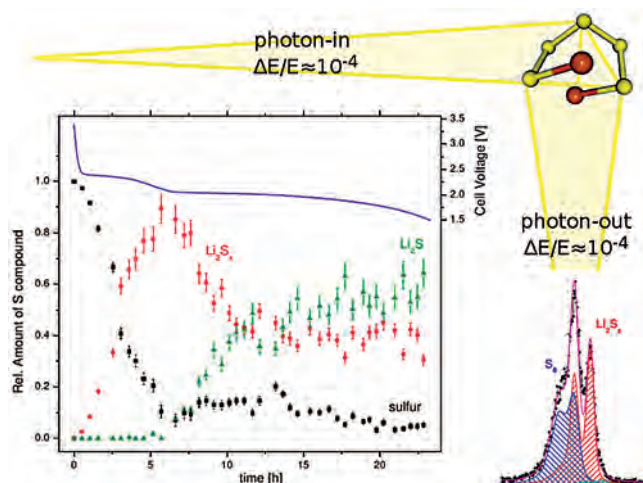 photon-in
ΔE/E≈10⁻⁴
3.5
3.0
2.5
2.0
1.5
Cell Voltage [V]
1.0
0.8
0.6
0.4
0.2
0.0
Rel. Amount of S compound
Li₂Sₓ
Li₂S
sulfur
0
5
10
15
20
25
time [h]
photon-out
ΔE/E≈10⁻⁴
S₈
Li₂Sₓ